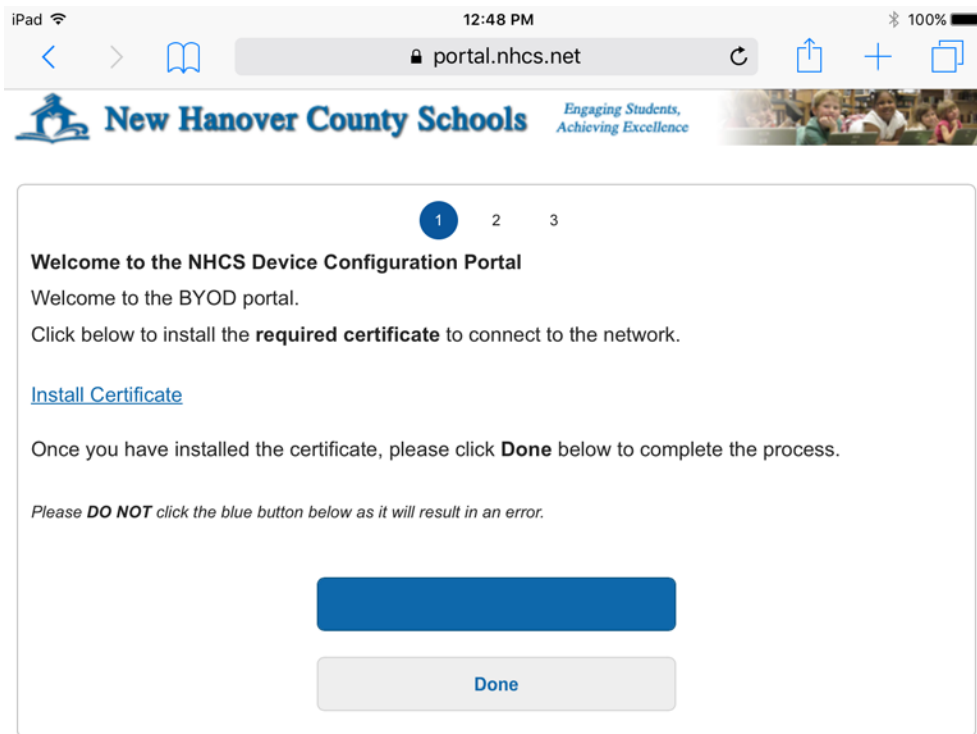 iPad 12:48 PM 100%
portal.nhcs.net
New Hanover County Schools
Engaging Students,
Achieving Excellence
1 2 3
Welcome to the NHCS Device Configuration Portal
Welcome to the BYOD portal.
Click below to install the required certificate to connect to the network.
Install Certificate
Once you have installed the certificate, please click Done below to complete the process.
Please DO NOT click the blue button below as it will result in an error.
Done